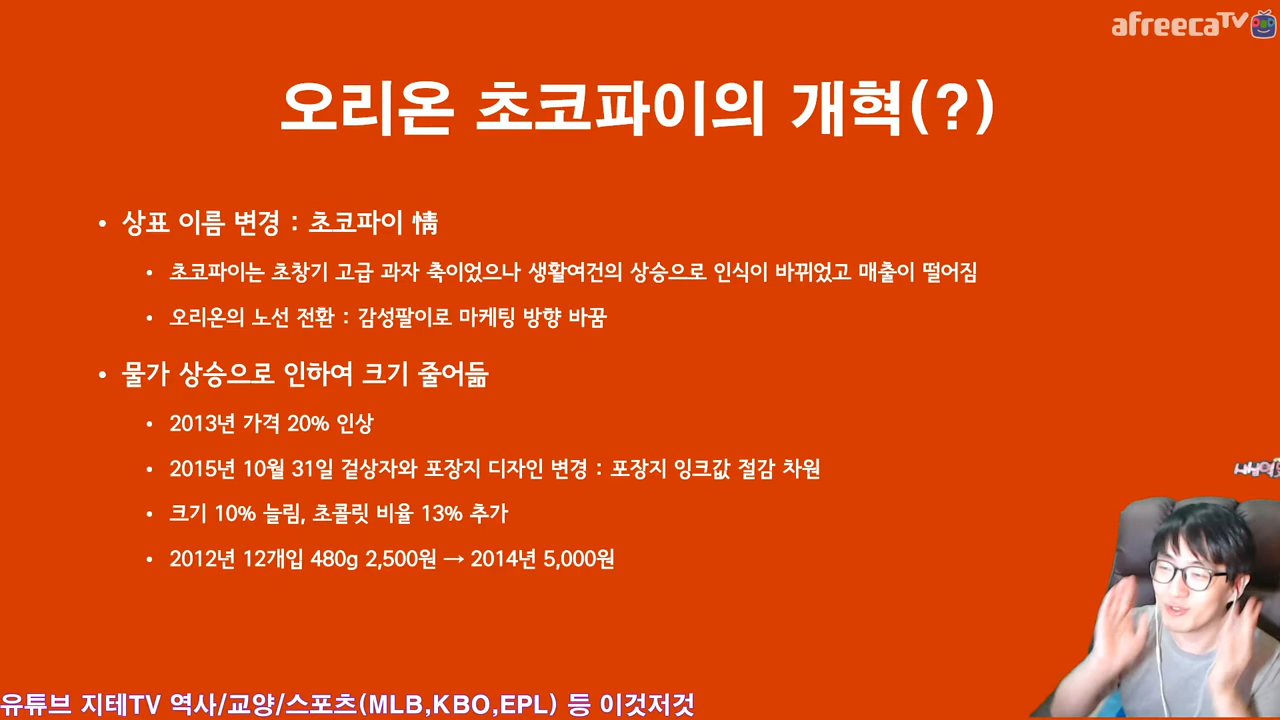 afreecaTV
오리온 초코파이의 개혁(?)
• 상표 이름 변경 : 초코파이 情
• 초코파이는 초창기 고급 과자 축이었으나 생활여건의 상승으로 인식이 바뀌었고 매출이 떨어짐
• 오리온의 노선 전환 : 감성팔이로 마케팅 방향 바꿈
• 물가 상승으로 인하여 크기 줄어듦
• 2013년 가격 20% 인상
• 2015년 10월 31일 겉상자와 포장지 디자인 변경 : 포장지 잉크값 절감 차원
• 크기 10% 늘림, 초콜릿 비율 13% 추가
• 2012년 12개입 480g 2,500원 → 2014년 5,000원
유튜브 지테TV 역사/교양/스포츠(MLB,KBO,EPL) 등 이것저것